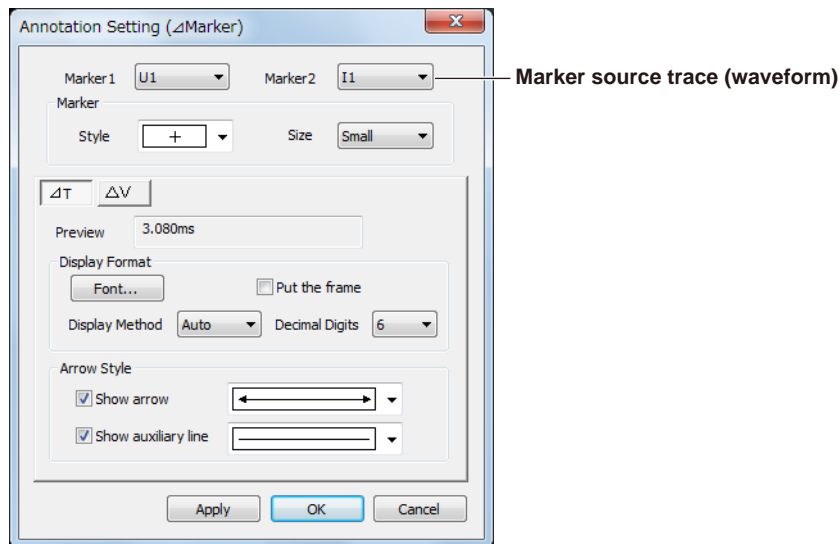 Annotation Setting (⊿Marker)
Marker1 U1 Marker2 I1 Marker source trace (waveform)
Marker
Style + Size Small
⊿T △V
Preview 3.080ms
Display Format
Font... Put the frame
Display Method Auto Decimal Digits 6
Arrow Style
Show arrow
Show auxiliary line
Apply OK Cancel